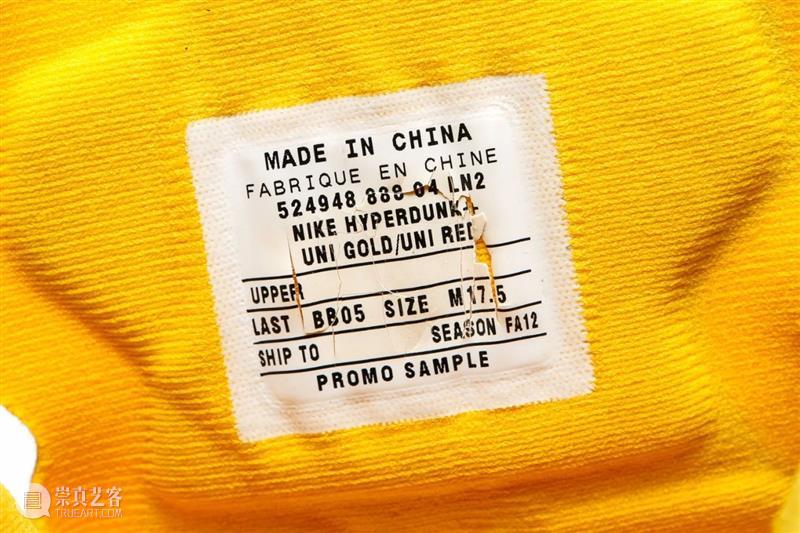 MADE IN CHINA
FABRIQUE EN CHINE
524948 888 04 LN2
NIKE HYPERDUNK+
UNI GOLD/UNI RED
UPPER
LAST BB05 SIZE M17.5
SHIP TO SEASON FA12
PROMO SAMPLE
崇真艺客
TRUEART.COM